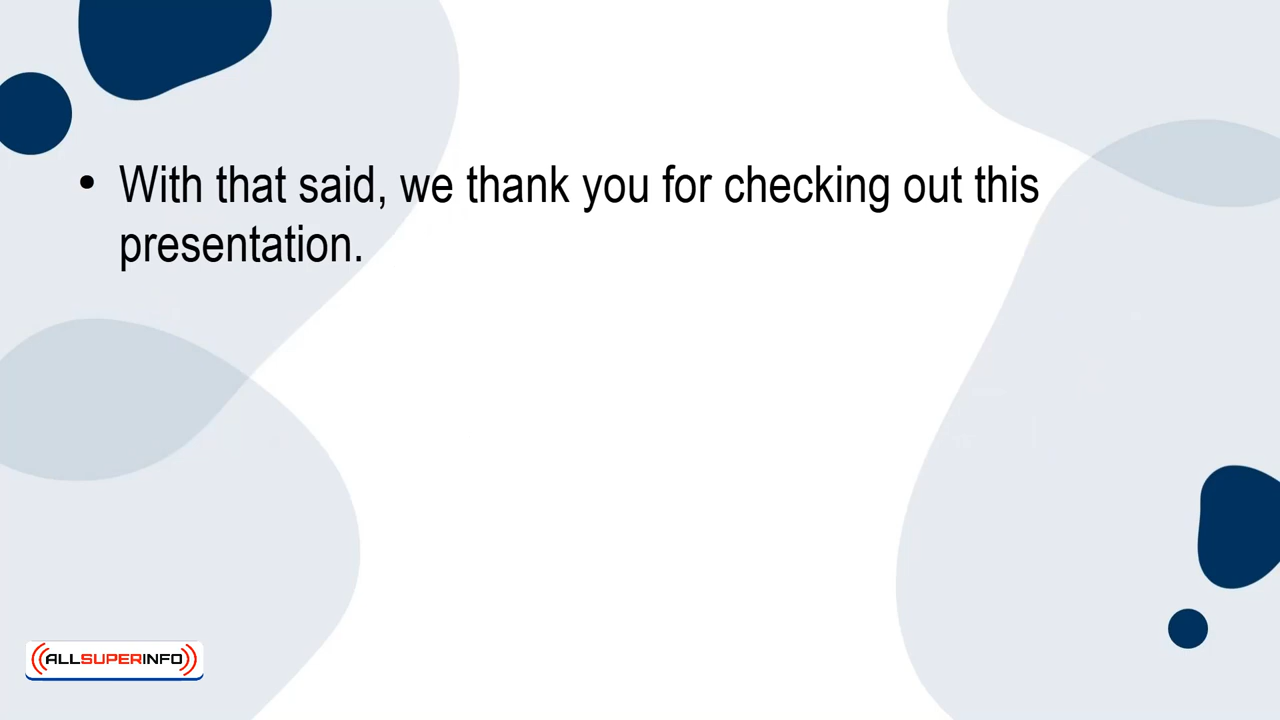 • With that said, we thank you for checking out this
presentation.
ALLSUPERINFO